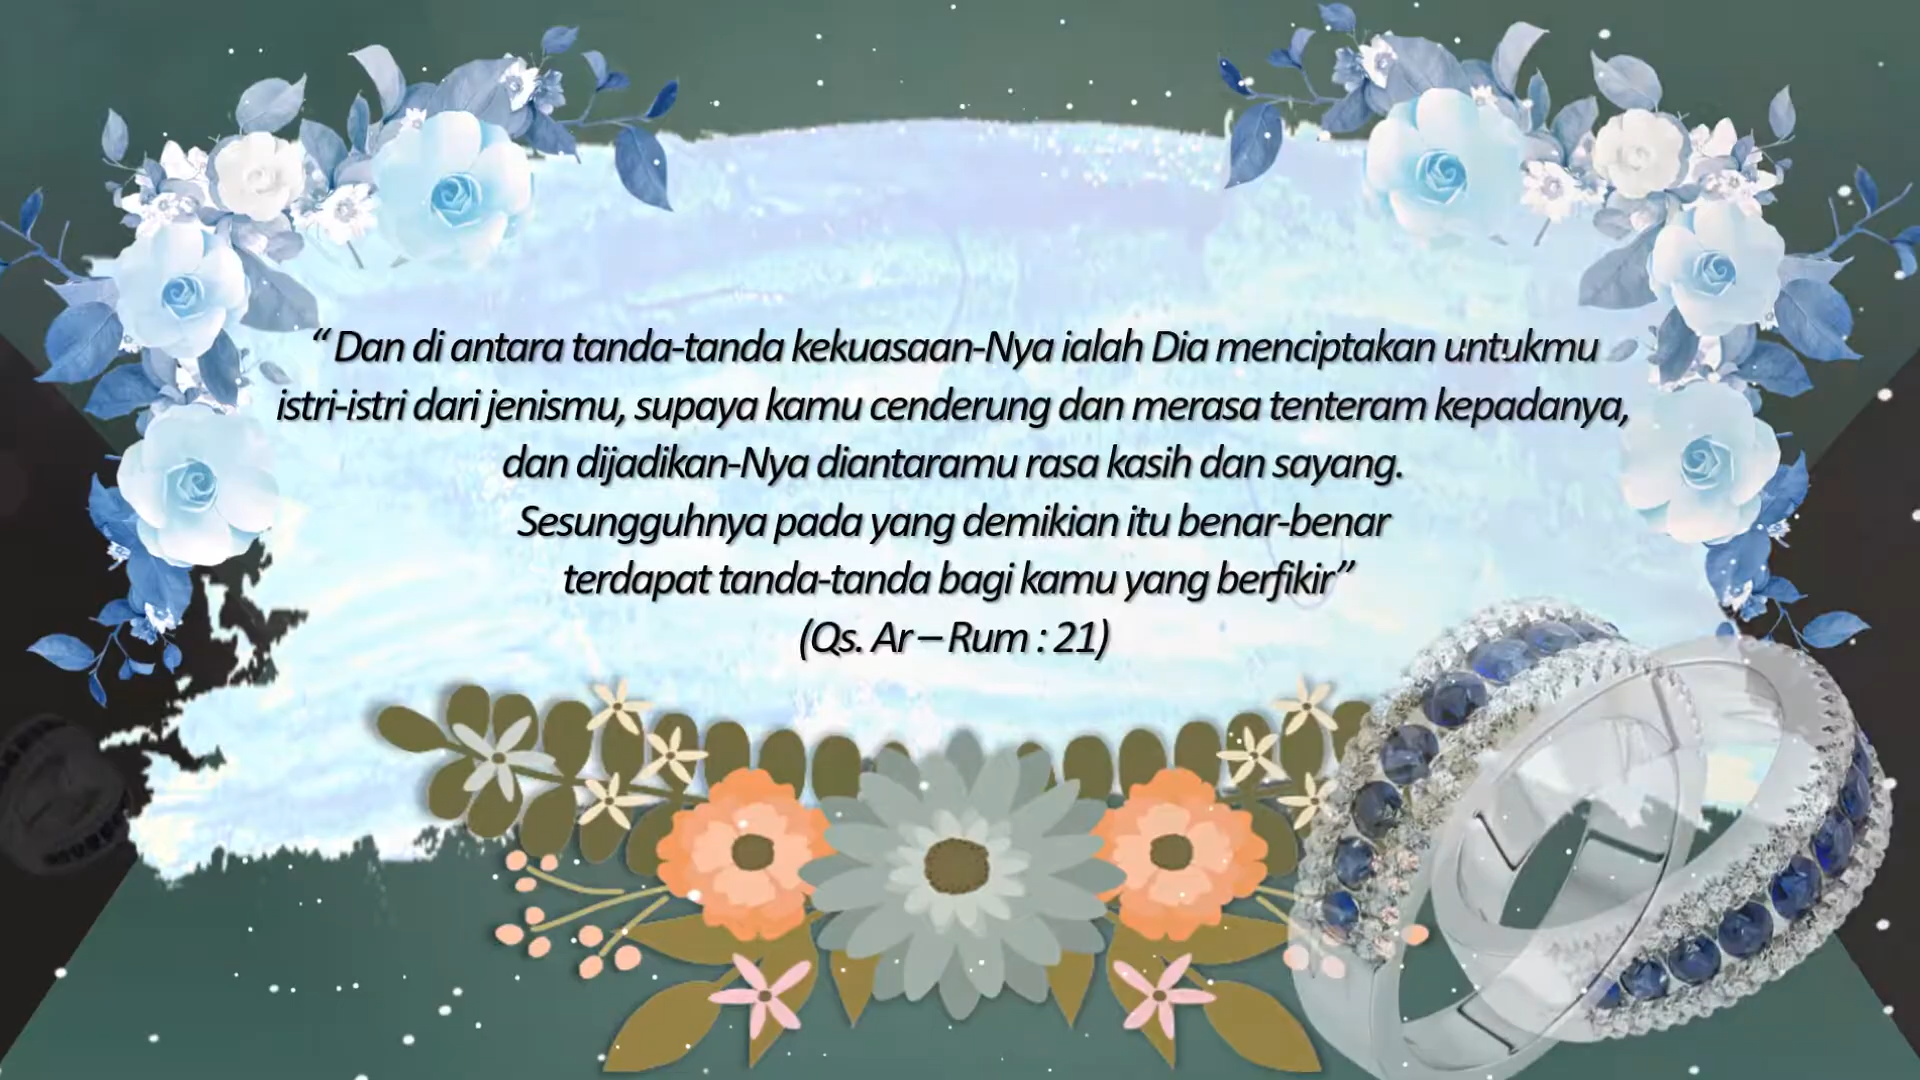 “ Dan di antara tanda-tanda kekuasaan-Nya ialah Dia menciptakan untukmu
istri-istri dari jenismu, supaya kamu cenderung dan merasa tenteram kepadanya,
dan dijadikan-Nya diantaramu rasa kasih dan sayang.
Sesungguhnya pada yang demikian itu benar-benar
terdapat tanda-tanda bagi kamu yang berfikir”
(Qs. Ar – Rum : 21)